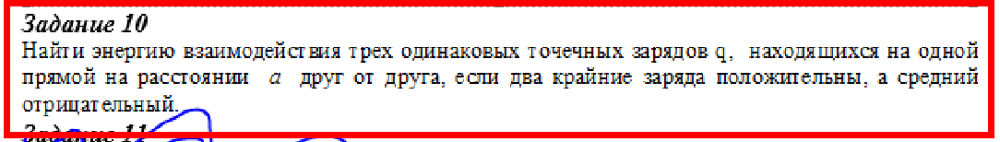 Задание 10
Найти энергию взаимодействия трех одинаковых точечных зарядов q, находящихся на одной
прямой на расстоянии a друг от друга, если два крайние заряда положительны, а средний
отрицательный.
Задание 11